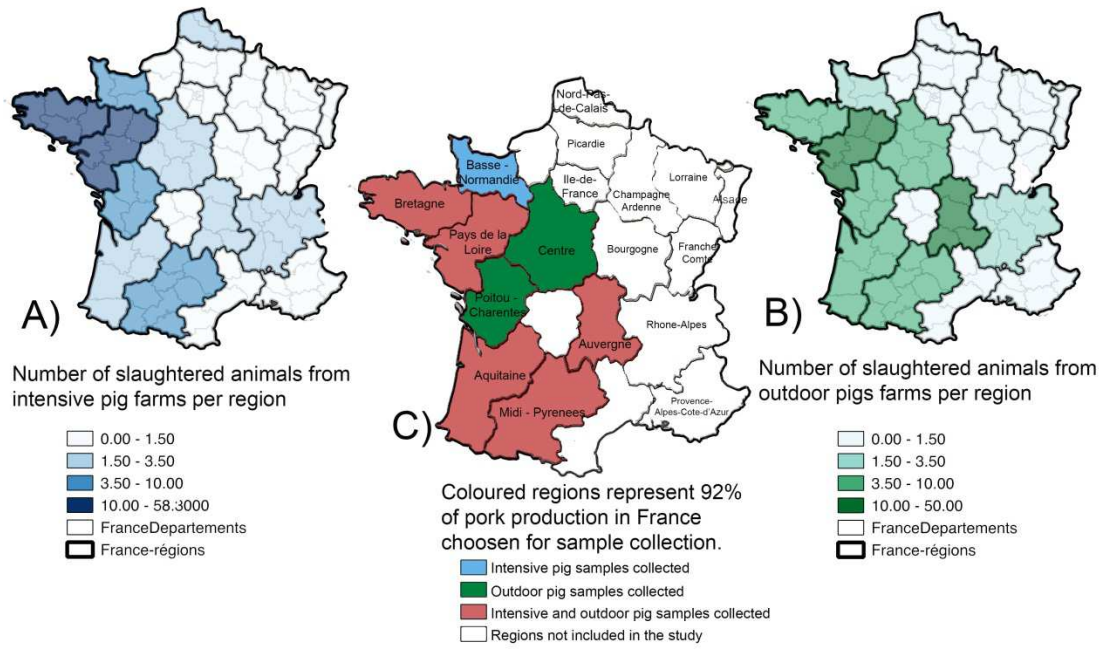 A)
Number of slaughtered animals from
intensive pig farms per region
0.00 - 1.50
1.50 - 3.50
3.50 - 10.00
10.00 - 58.3000
FranceDepartements
France-régions
Nord-Pas-
de-Calais
Picardie
Basse -
Normandie
Ile-de-
France
Champagne
Ardenne
Lorraine
Alsace
Bretagne
Pays de la
Loire
Centre
Bourgogne
Franche
Comte
Poitou -
Charentes
Auvergne
Rhone-Alpes
Aquitaine
Midi - Pyrenees
Provence-
Alpes-Cote-d'Azur
C)
Coloured regions represent 92%
of pork production in France
choosen for sample collection.
Intensive pig samples collected
Outdoor pig samples collected
Intensive and outdoor pig samples collected
Regions not included in the study
B)
Number of slaughtered animals from
outdoor pigs farms per region
0.00 - 1.50
1.50 - 3.50
3.50 - 10.00
10.00 - 50.00
FranceDepartements
France-régions